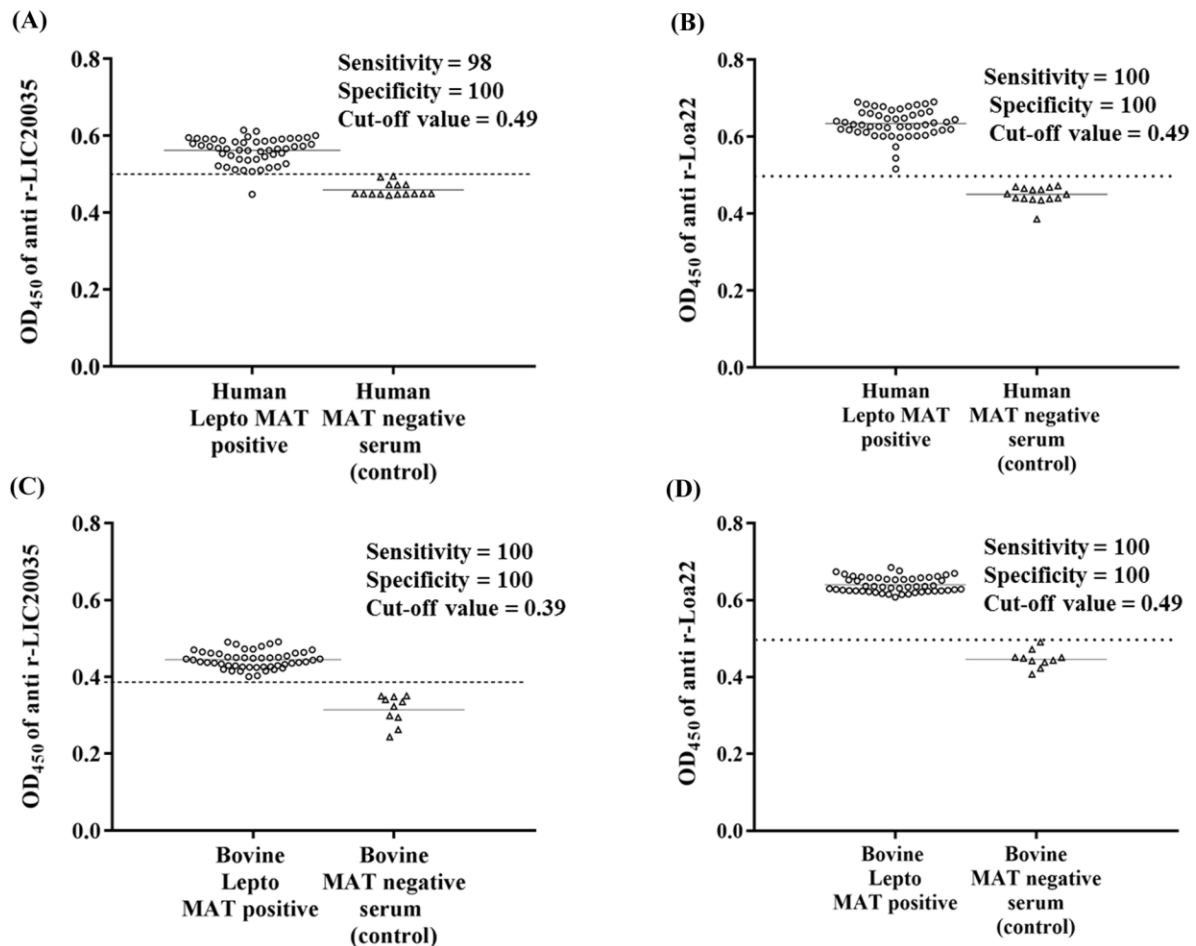 (A)
OD450 of anti r-LIC20035
0.8
0.6
0.4
0.2
0.0
Sensitivity = 98
Specificity = 100
Cut-off value = 0.49
Human
Lepto MAT
positive
Human
MAT negative
serum
(control)
(B)
OD450 of anti r-Loa22
0.8
0.6
0.4
0.2
0.0
Sensitivity = 100
Specificity = 100
Cut-off value = 0.49
Human
Lepto MAT
positive
Human
MAT negative
serum
(control)
(C)
OD450 of anti r-LIC20035
0.8
0.6
0.4
0.2
0.0
Sensitivity = 100
Specificity = 100
Cut-off value = 0.39
Bovine
Lepto
MAT positive
Bovine
MAT negative
serum
(control)
(D)
OD450 of anti r-Loa22
0.8
0.6
0.4
0.2
0.0
Sensitivity = 100
Specificity = 100
Cut-off value = 0.49
Bovine
Lepto
MAT positive
Bovine
MAT negative
serum
(control)